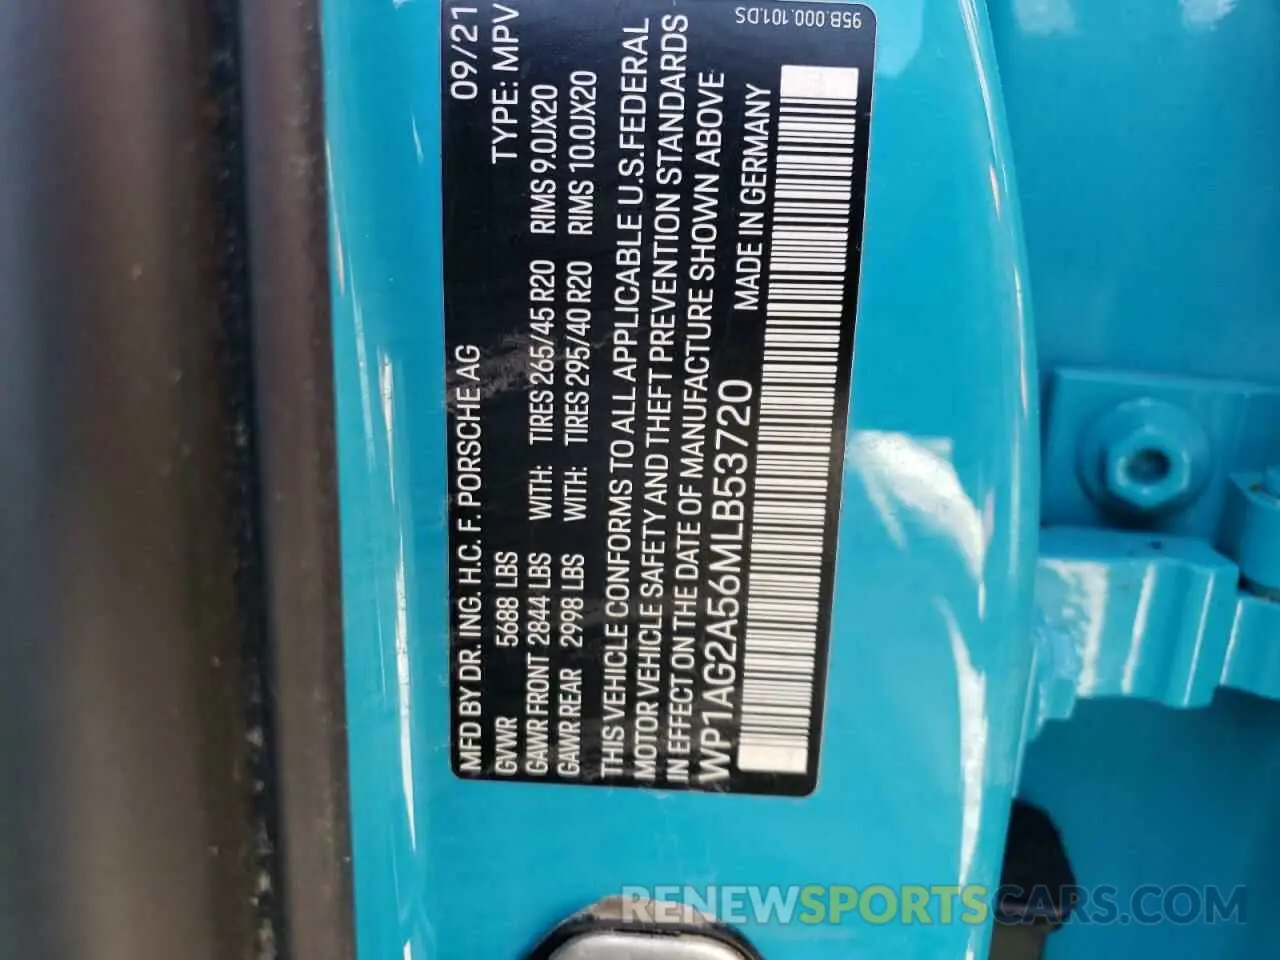 95B.000.101.DS
MFD BY DR. ING. H.C. F. PORSCHE AG 09/21
GVWR 5688 LBS TYPE: MPV
GAWR FRONT 2844 LBS WITH: TIRES 265/45 R20 RIMS 9.0JX20
GAWR REAR 2998 LBS WITH: TIRES 295/40 R20 RIMS 10.0JX20
THIS VEHICLE CONFORMS TO ALL APPLICABLE U.S.FEDERAL
MOTOR VEHICLE SAFETY AND THEFT PREVENTION STANDARDS
IN EFFECT ON THE DATE OF MANUFACTURE SHOWN ABOVE
WP1AG2A56MLB53720 MADE IN GERMANY
RENEWSPORTSCARS.COM